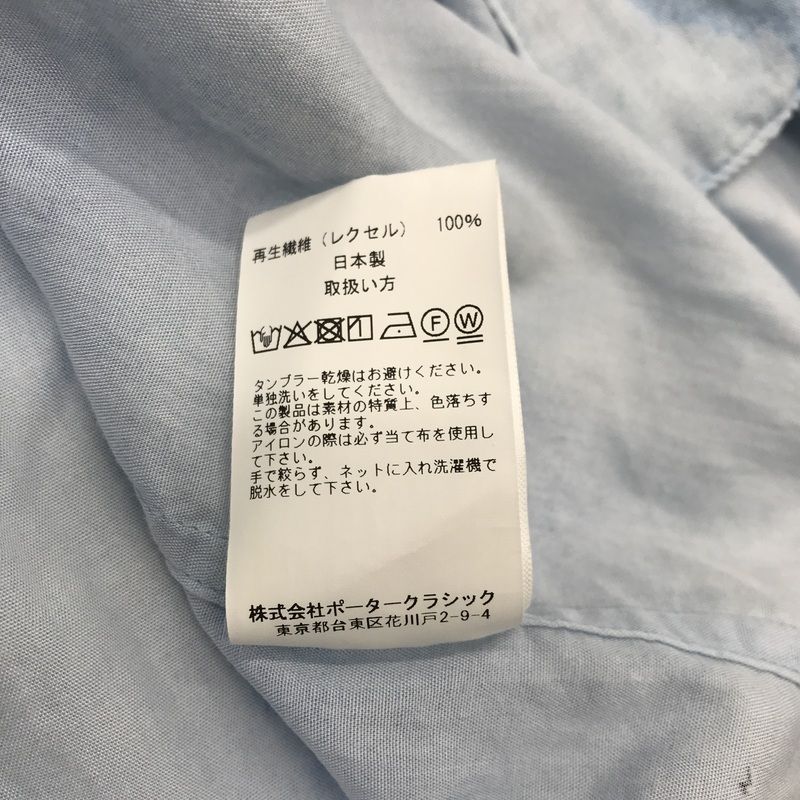 再生繊維（レクセル） 100%
日本製
取扱い方
F W
タンブラー乾燥はお避けください。
単独洗いをしてください。
この製品は素材の特質上、色落ちす
る場合があります。
アイロンの際は必ず当て布を使用し
て下さい。
手で絞らず、ネットに入れ洗濯機で
脱水をして下さい。
株式会社ポータークラシック
東京都台東区花川戸2-9-4